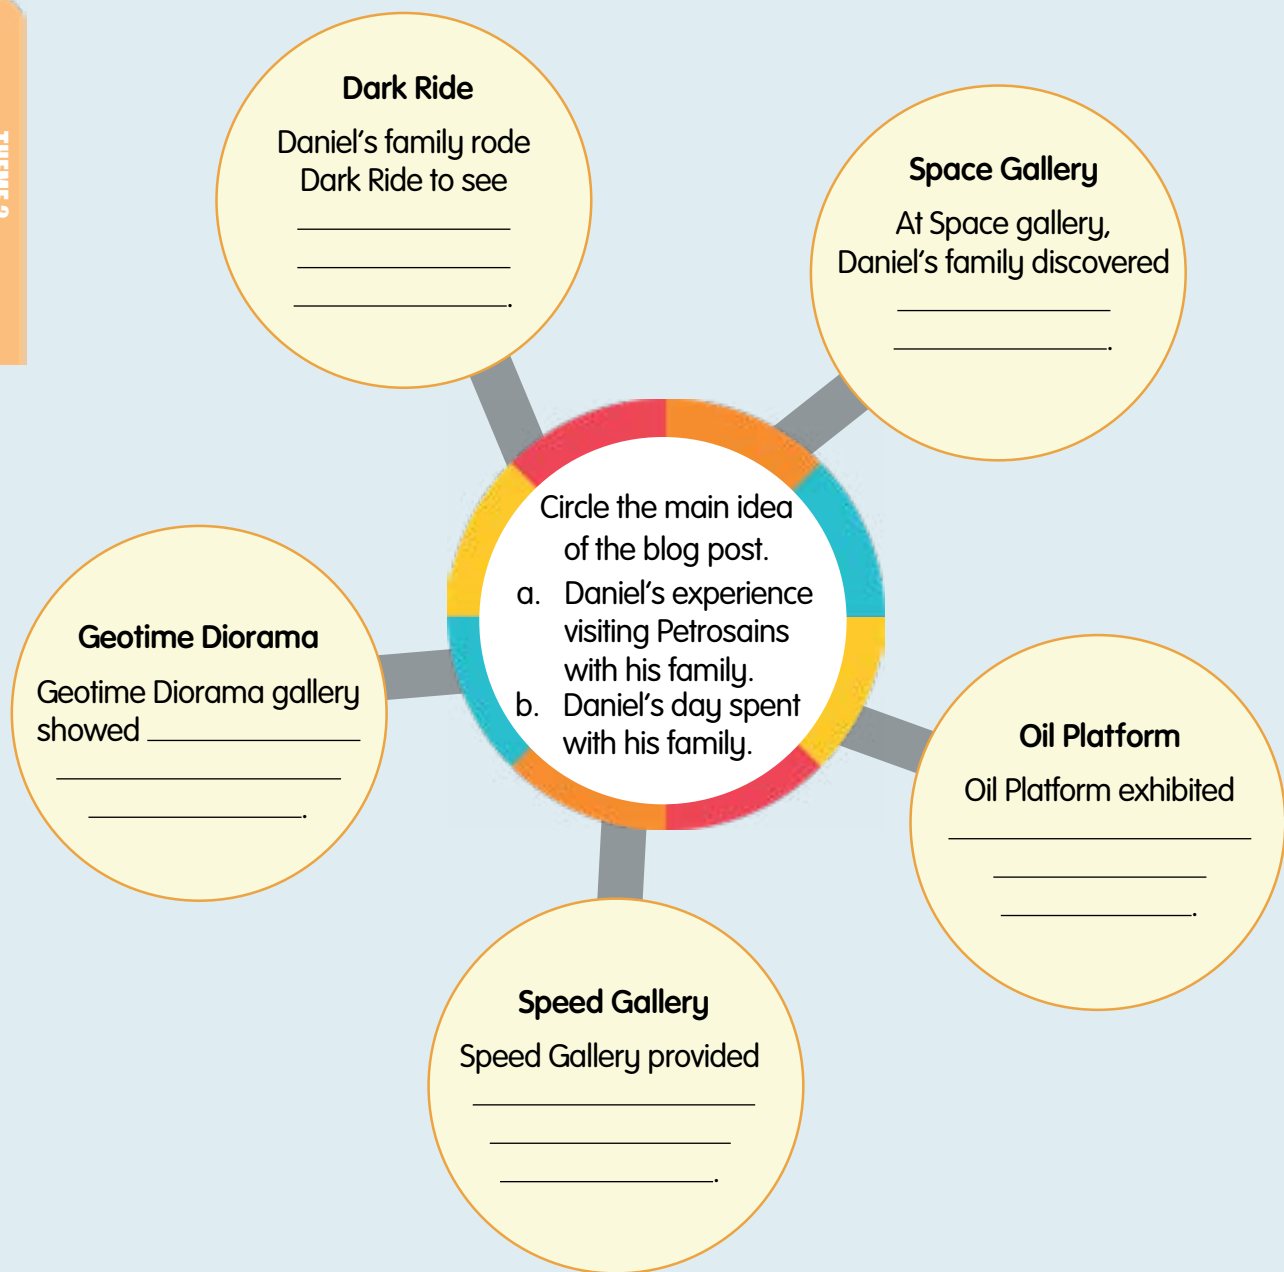 Dark Ride
Daniel's family rode
Dark Ride to see
.
Space Gallery
At Space gallery,
Daniel's family discovered
.
Circle the main idea
of the blog post.
a. Daniel's experience
visiting Petrosains
with his family.
b. Daniel's day spent
with his family.
Geotime Diorama
Geotime Diorama gallery
showed
.
Oil Platform
Oil Platform exhibited
.
Speed Gallery
Speed Gallery provided
.